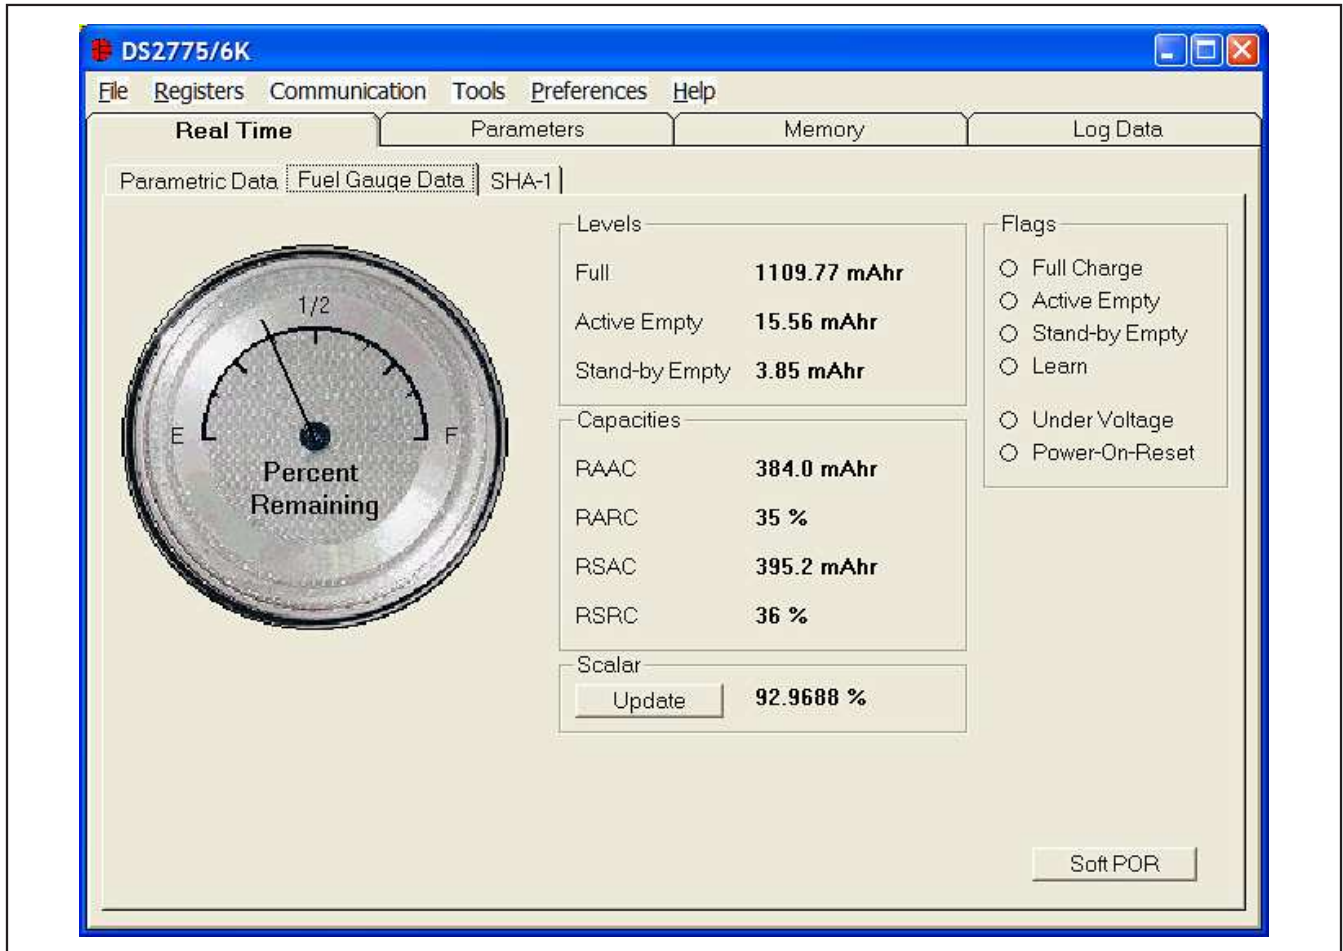 DS2775/6K
File Registers Communication Tools Preferences Help
Real Time Parameters Memory Log Data
Parametric Data Fuel Gauge Data SHA-1
1/2
E F
Percent
Remaining
Levels
Full 1109.77 mAhr
Active Empty 15.56 mAhr
Stand-by Empty 3.85 mAhr
Capacities
RAAC 384.0 mAhr
RARC 35 %
RSAC 395.2 mAhr
RSRC 36 %
Scalar
Update 92.9688 %
Flags
Full Charge
Active Empty
Stand-by Empty
Learn
Under Voltage
Power-On-Reset
Soft POR